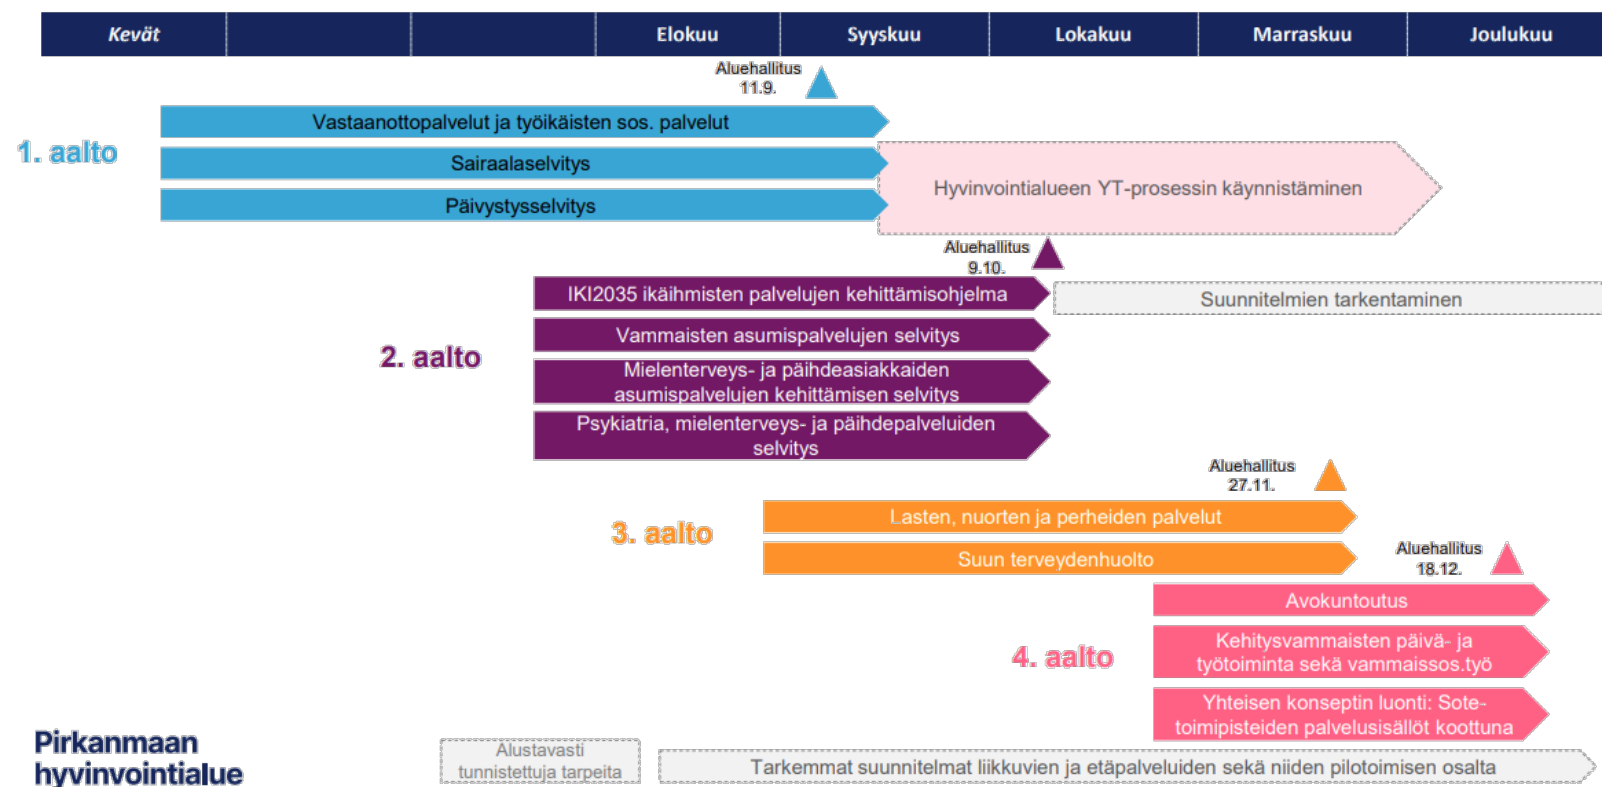 Kevät
Elokuu
Syyskuu
Lokakuu
Marraskuu
Joulukuu
Aluehallitus
11.9.
1. aalto
Vastaanottopalvelut ja työikäisten sos. palvelut
Sairaalaselvitys
Päivystysselvitys
Hyvinvointialueen YT-prosessin käynnistäminen
Aluehallitus
9.10.
2. aalto
IKI2035 ikäihmisten palvelujen kehittämisohjelma
Suunnitelmien tarkentaminen
Vammaisten asumispalvelujen selvitys
Mielenterveys- ja päihdeasiakkaiden
asumispalvelujen kehittämisen selvitys
Psykiatria, mielenterveys- ja päihdepalveluiden
selvitys
Aluehallitus
27.11.
3. aalto
Lasten, nuorten ja perheiden palvelut
Suun terveydenhuolto
Aluehallitus
18.12.
4. aalto
Avokuntoutus
Kehitysvammaisten päivä- ja
työtoiminta sekä vammaissos.työ
Yhteisen konseptin luonti: Sote-
toimipisteiden palvelusisällöt koottuna
Pirkanmaan
hyvinvointialue
Alustavasti
tunnistettuja tarpeita
Tarkemmat suunnitelmat liikkuvien ja etäpalveluiden sekä niiden pilotoimisen osalta